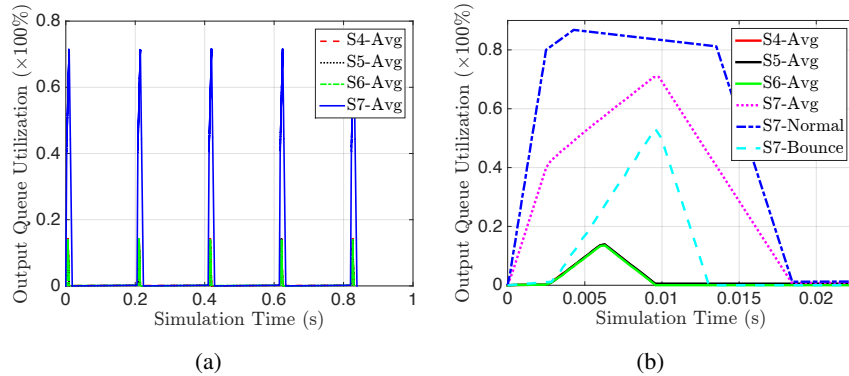 0.8
0.6
0.4
0.2
0
0
0.2
0.4
0.6
0.8
1
Output Queue Utilization (×100%)
Simulation Time (s)
S4-Avg
S5-Avg
S6-Avg
S7-Avg
(a)
0.8
0.6
0.4
0.2
0
0
0.005
0.01
0.015
0.02
Output Queue Utilization (×100%)
Simulation Time (s)
S4-Avg
S5-Avg
S6-Avg
S7-Avg
S7-Normal
S7-Bounce
(b)